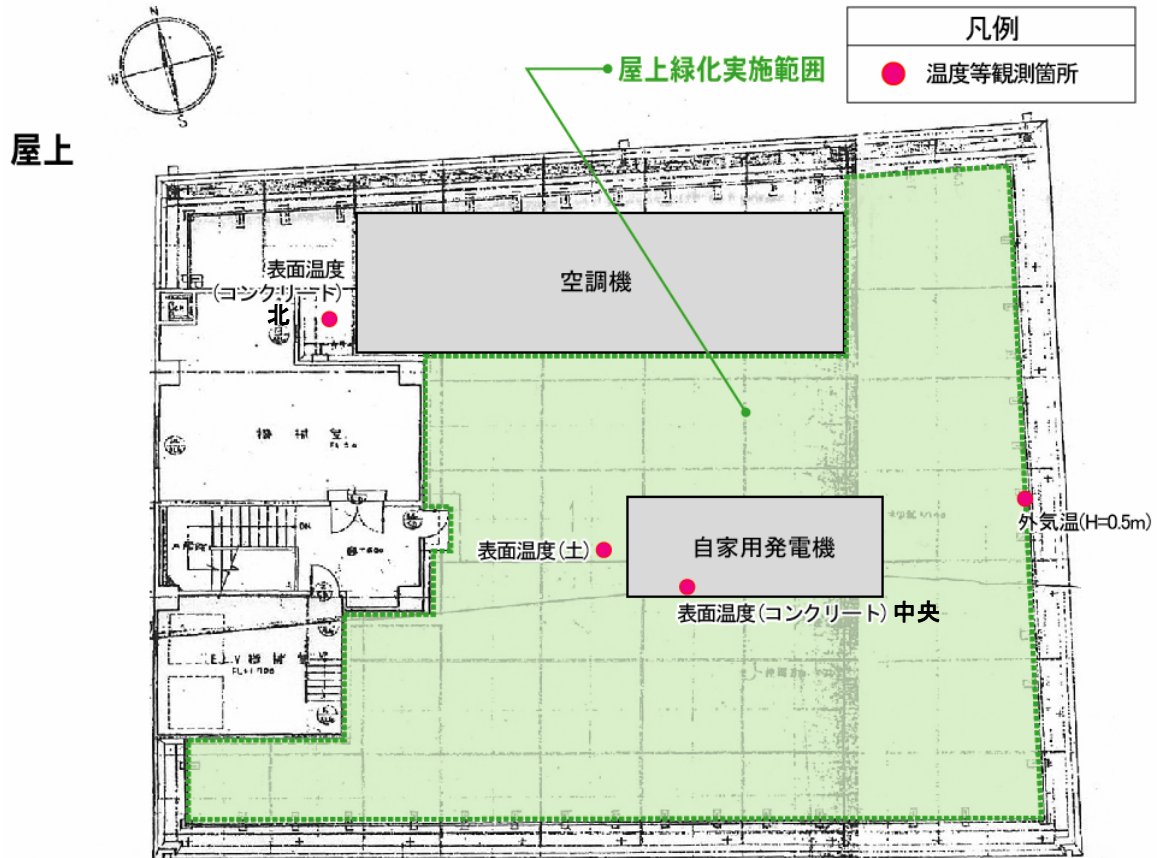 凡例
温度等観測箇所
屋上緑化実施範囲
N
E
W
S
屋上
表面温度
(コンクリート)
北
空調機
外気温(H=0.5m)
表面温度(土)
自家用発電機
表面温度(コンクリート) 中央
DN